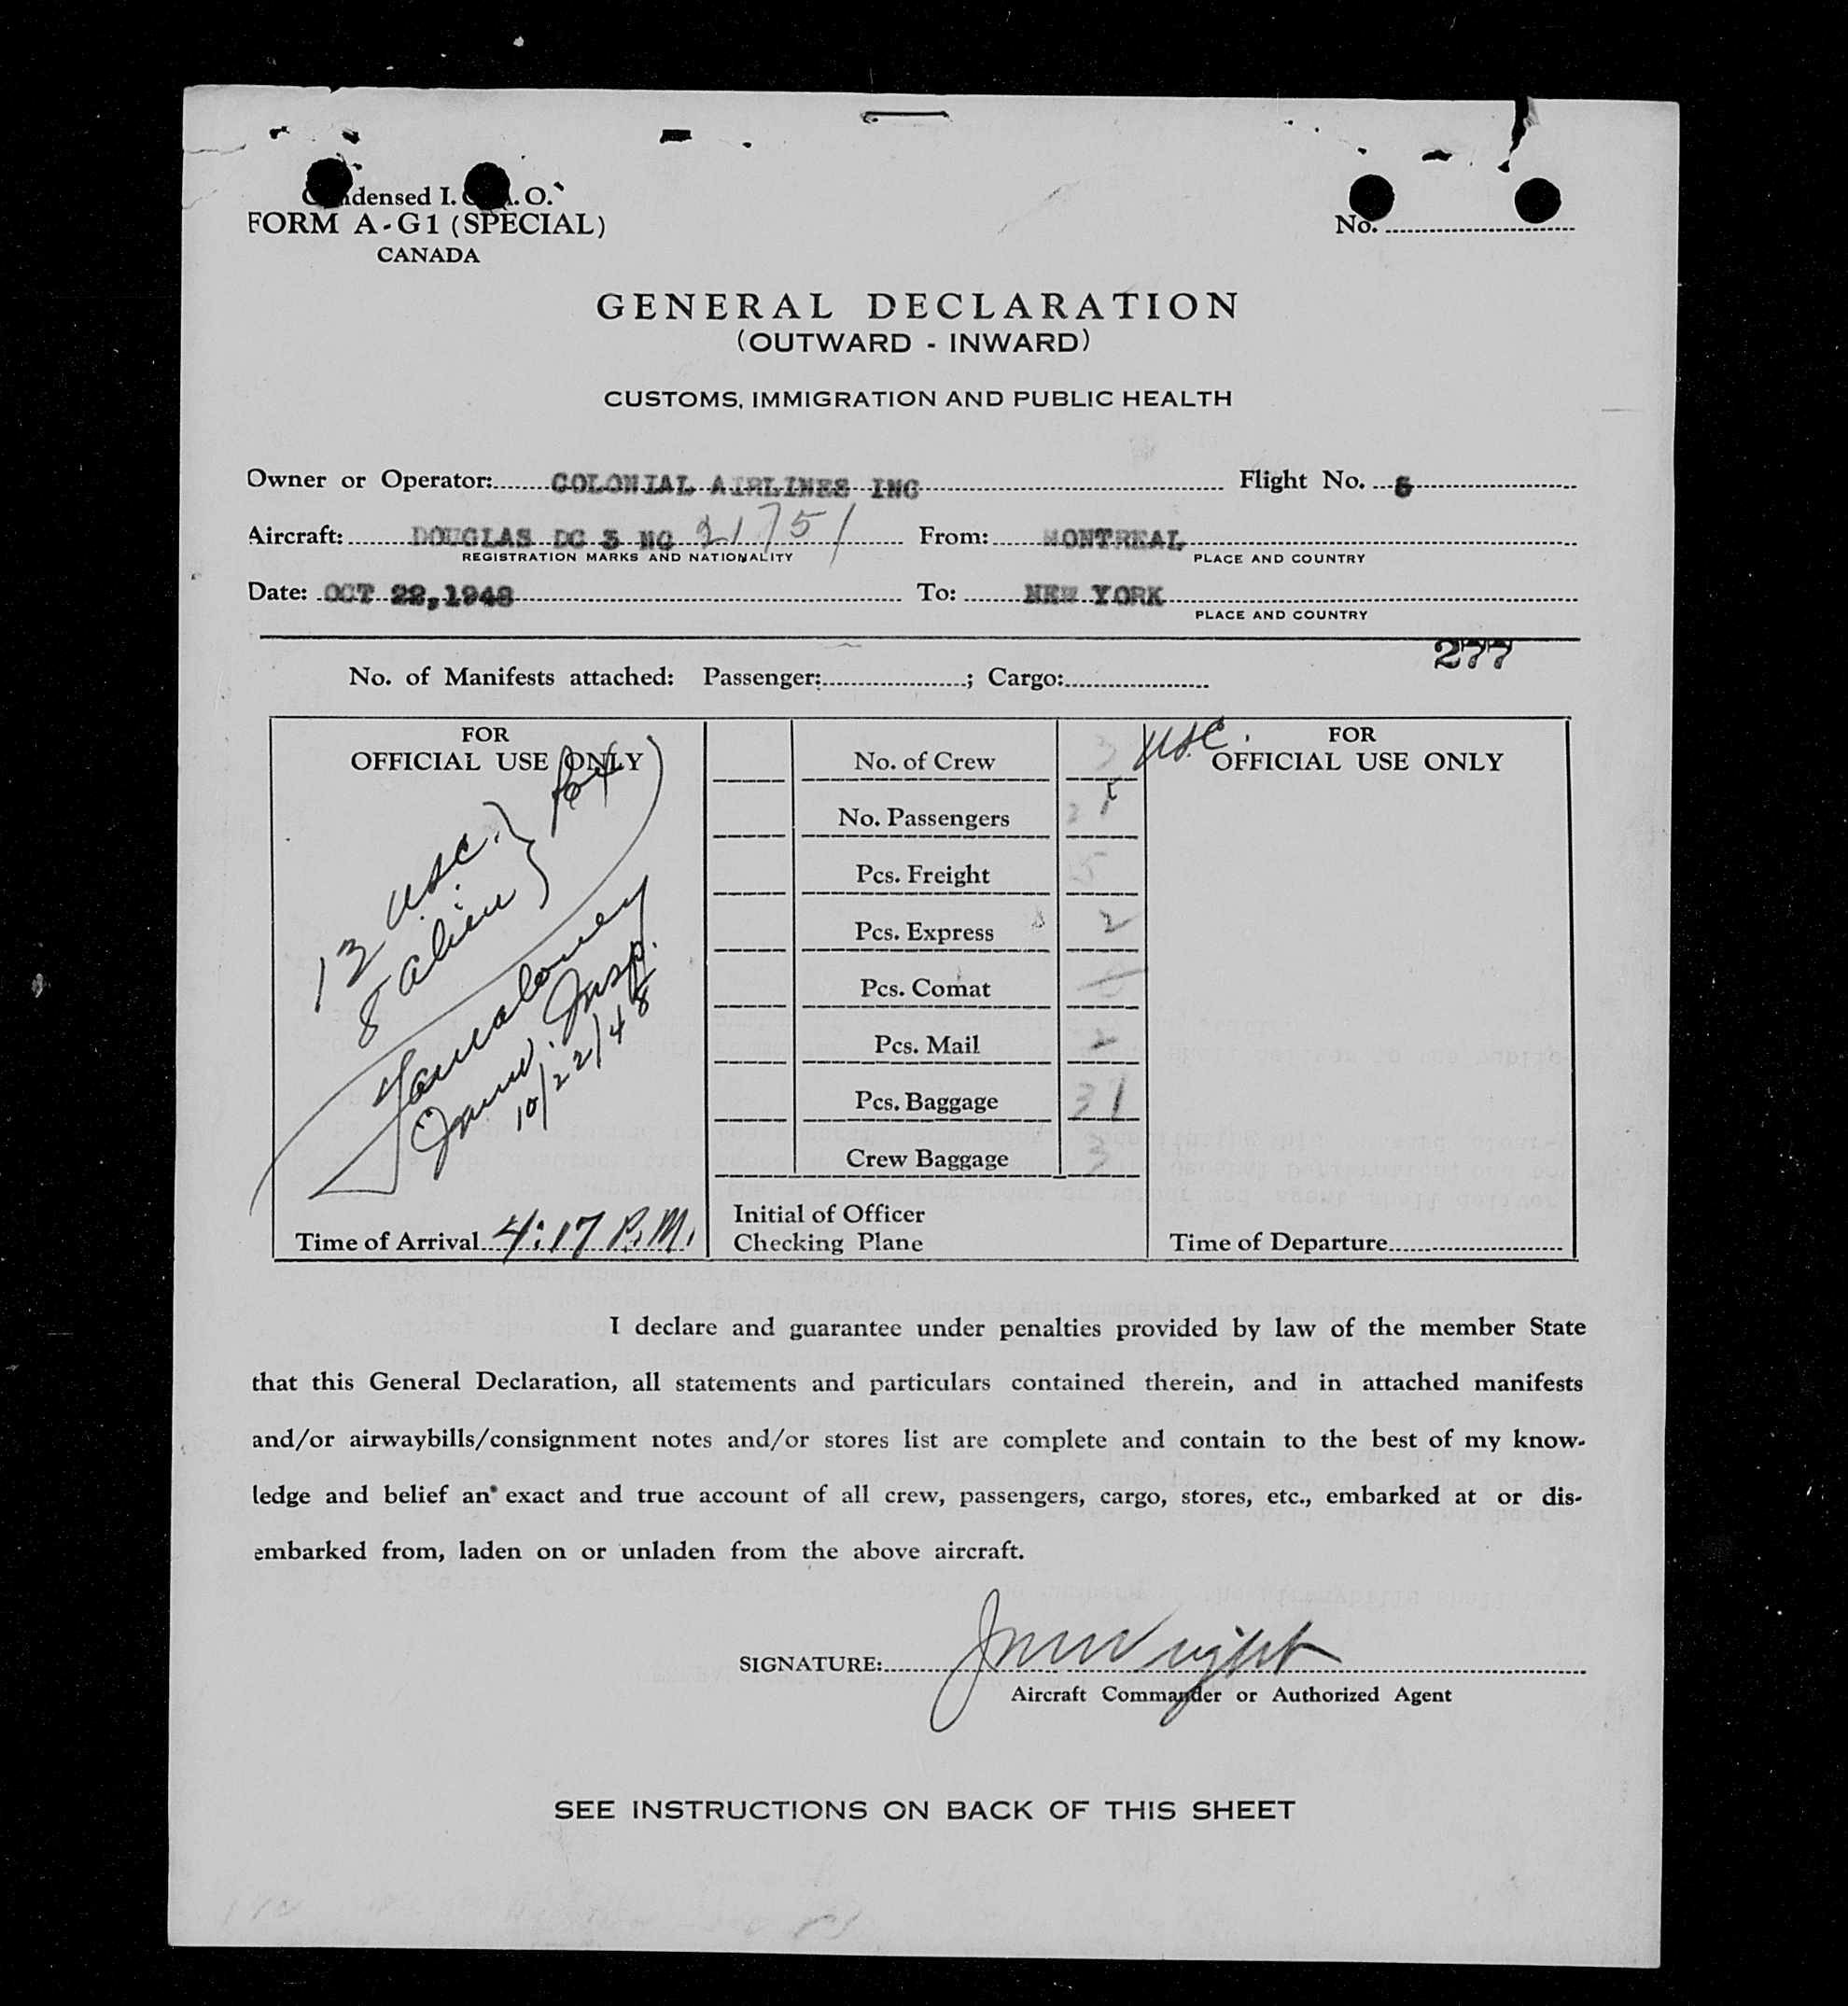 densed I. O.
FORM A-G1 (SPECIAL)
CANADA
No.
GENERAL DECLARATION
(OUTWARD - INWARD)
CUSTOMS, IMMIGRATION AND PUBLIC HEALTH
Owner or Operator: COLONIAL AIRLINES INC Flight No. 5
Aircraft: DOUGLAS DC 3 NC 21751 From: MONTREAL
REGISTRATION MARKS AND NATIONALITY PLACE AND COUNTRY
Date: OCT 22, 1948 To: NEW YORK
PLACE AND COUNTRY
277
No. of Manifests attached: Passenger: ; Cargo:
FOR
OFFICIAL USE ONLY
13 usc.
8 alien
Immi. Insp.
10/22/48
Time of Arrival 4:17 P.M.
No. of Crew 3 usc.
No. Passengers
Pcs. Freight
Pcs. Express 2
Pcs. Comat
Pcs. Mail 2
Pcs. Baggage 31
Crew Baggage 3
Initial of Officer
Checking Plane
FOR
OFFICIAL USE ONLY
Time of Departure
I declare and guarantee under penalties provided by law of the member State
that this General Declaration, all statements and particulars contained therein, and in attached manifests
and/or airwaybills/consignment notes and/or stores list are complete and contain to the best of my know-
ledge and belief an exact and true account of all crew, passengers, cargo, stores, etc., embarked at or dis-
embarked from, laden on or unladen from the above aircraft.
SIGNATURE: J M Wright
Aircraft Commander or Authorized Agent
SEE INSTRUCTIONS ON BACK OF THIS SHEET